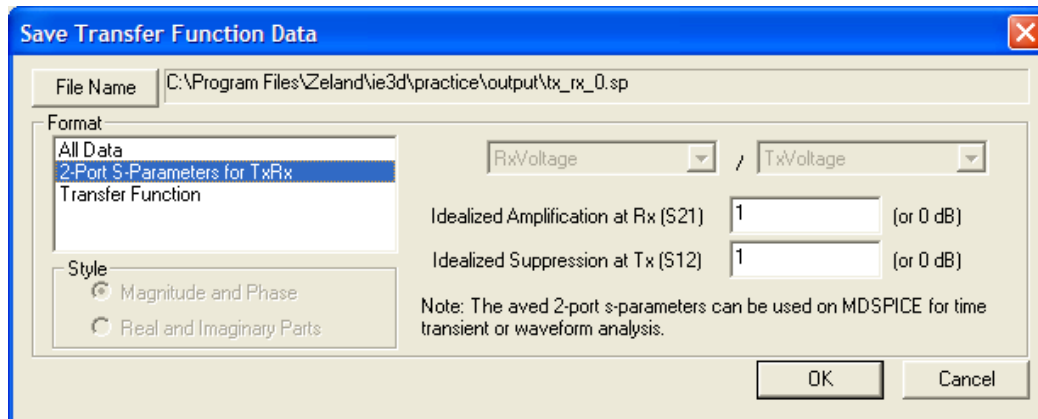 Save Transfer Function Data
File Name
C:\Program Files\Zeland\ie3d\practice\output\tx_rx_0.sp
Format
All Data
2-Port S-Parameters for TxRx
Transfer Function
RxVoltage / TxVoltage
Idealized Amplification at Rx (S21) 1 (or 0 dB)
Idealized Suppression at Tx (S12) 1 (or 0 dB)
Style
Magnitude and Phase
Real and Imaginary Parts
Note: The aved 2-port s-parameters can be used on MDSPICE for time
transient or waveform analysis.
OK
Cancel